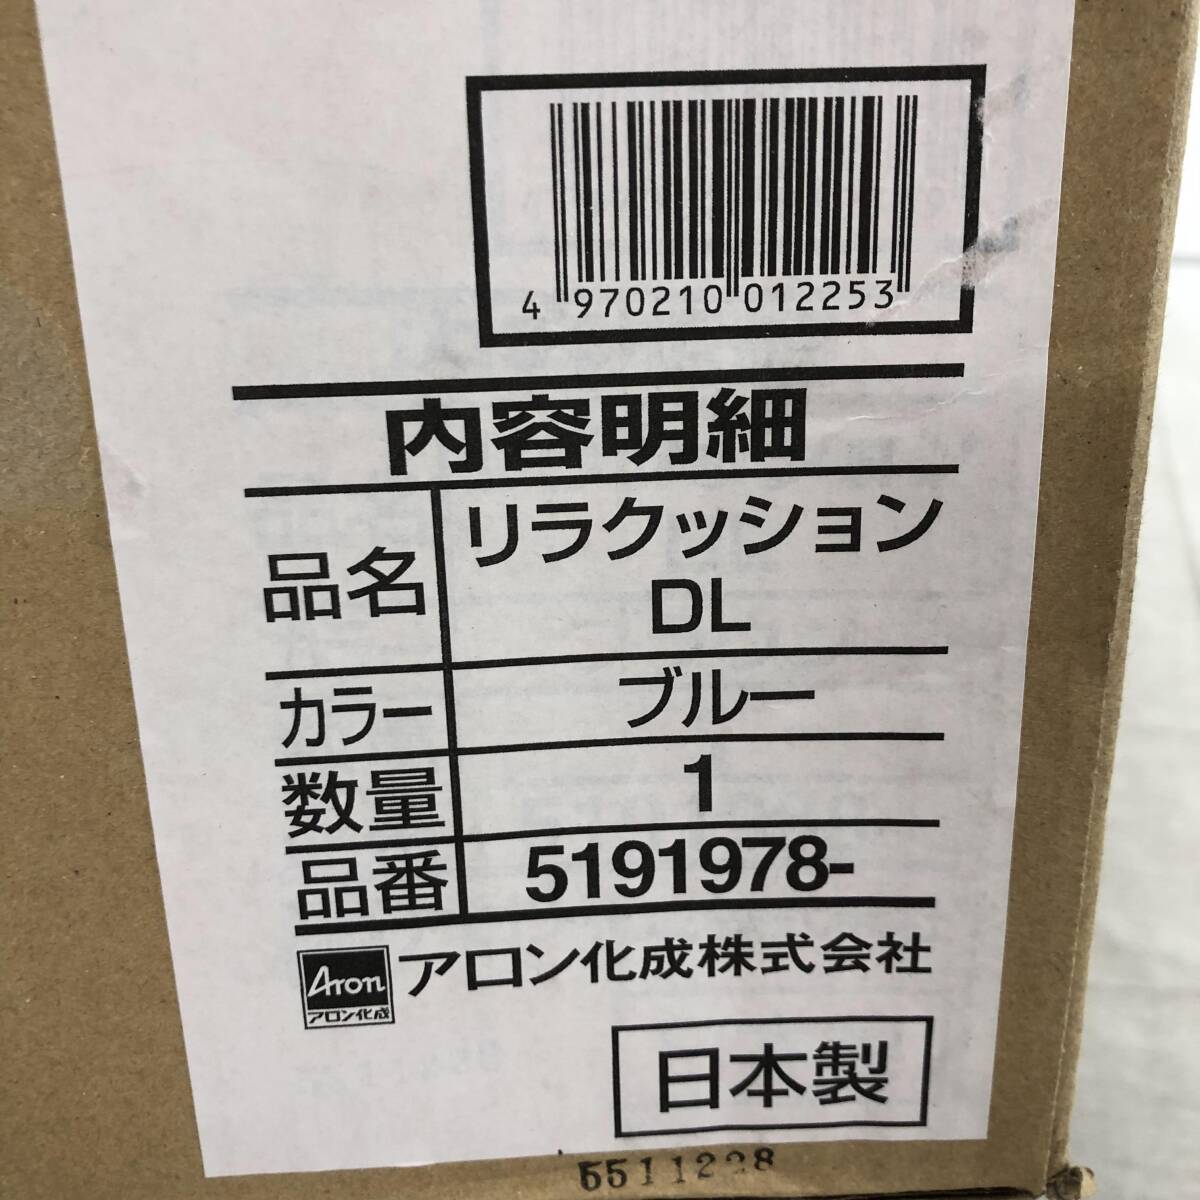 4 970210 012253
内容明細
品名 リラクッション
DL
カラー ブルー
数量 1
品番 5191978-
Aron
アロン化成
アロン化成株式会社
日本製